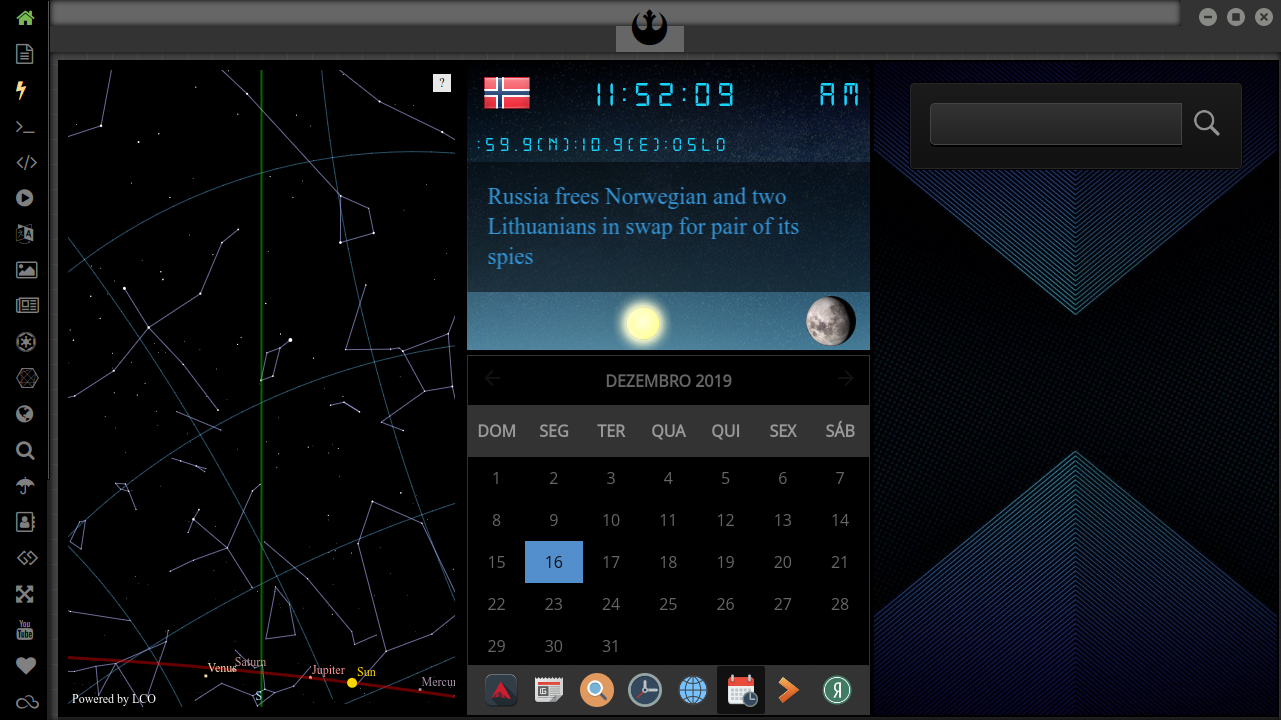 ?
11:52:09 AM
:59.9(N):10.9(E):OSLO
Russia frees Norwegian and two
Lithuanians in swap for pair of its
spies
DEZEMBRO 2019
DOM SEG TER QUA QUI SEX SÁB
1 2 3 4 5 6 7
8 9 10 11 12 13 14
15 16 17 18 19 20 21
22 23 24 25 26 27 28
29 30 31
Venus Saturn Jupiter Sun Mercu
S
Powered by LCO
You
Tube